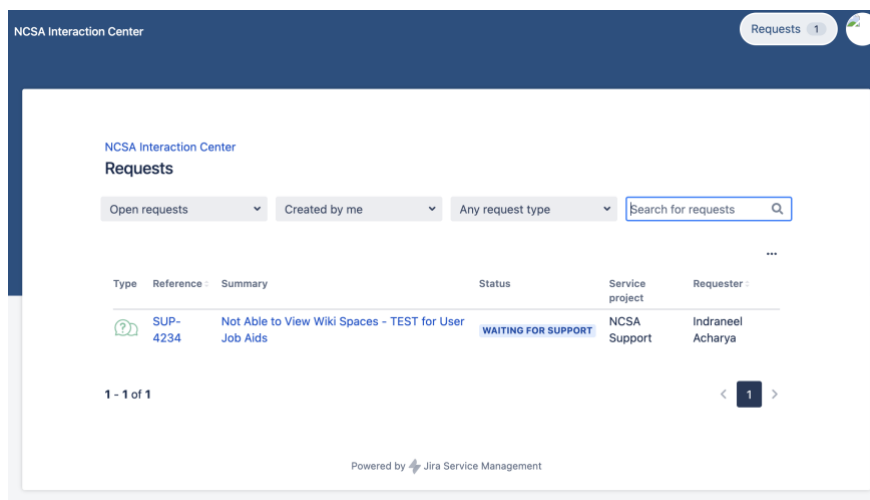 NCSA Interaction Center
Requests 1
NCSA Interaction Center
Requests
Open requests
Created by me
Any request type
Search for requests
...
Type Reference Summary Status Service project Requester
SUP-4234 Not Able to View Wiki Spaces - TEST for User Job Aids WAITING FOR SUPPORT NCSA Support Indraneel Acharya
1 - 1 of 1
1
Powered by Jira Service Management